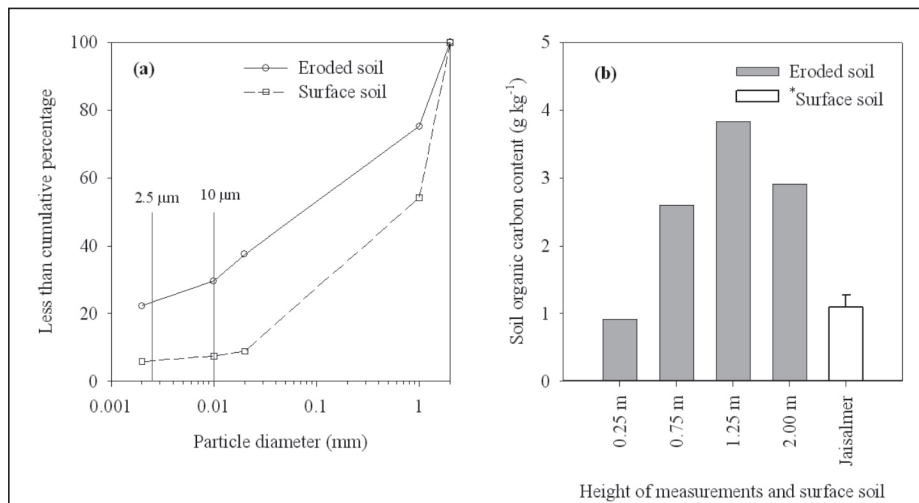 (a)
Eroded soil
Surface soil
2.5 µm
10 µm
100
80
60
40
20
0
Less than cumulative percentage
0.001
0.01
0.1
1
Particle diameter (mm)
(b)
Eroded soil
*Surface soil
5
4
3
2
1
0
Soil organic carbon content (g kg⁻¹)
0.25 m
0.75 m
1.25 m
2.00 m
Jaisalmer
Height of measurements and surface soil